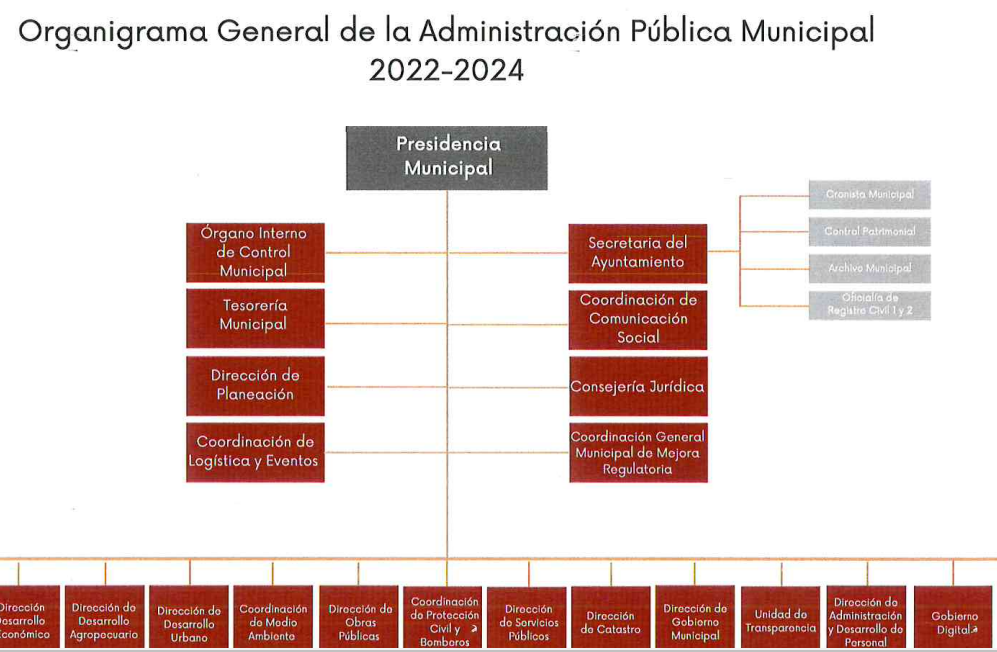 Organigrama General de la Administración Pública Municipal
2022-2024
Presidencia
Municipal
Órgano Interno
de Control
Municipal
Secretaria del
Ayuntamiento
Cronista Municipal
Control Patrimonial
Archivo Municipal
Oficialía de
Registro Civil 1 y 2
Tesorería
Municipal
Coordinación de
Comunicación
Social
Dirección de
Planeación
Consejería Jurídica
Coordinación de
Logística y Eventos
Coordinación General
Municipal de Mejora
Regulatoria
Dirección
Desarrollo
Económico
Dirección de
Desarrollo
Agropecuario
Dirección de
Desarrollo
Urbano
Coordinación
de Medio
Ambiente
Dirección de
Obras
Públicas
Coordinación
de Protección
Civil y
Bomberos
Dirección
de Servicios
Públicos
Dirección
de Catastro
Dirección de
Gobierno
Municipal
Unidad de
Transparencia
Dirección de
Administración
y Desarrollo de
Personal
Gobierno
Digital